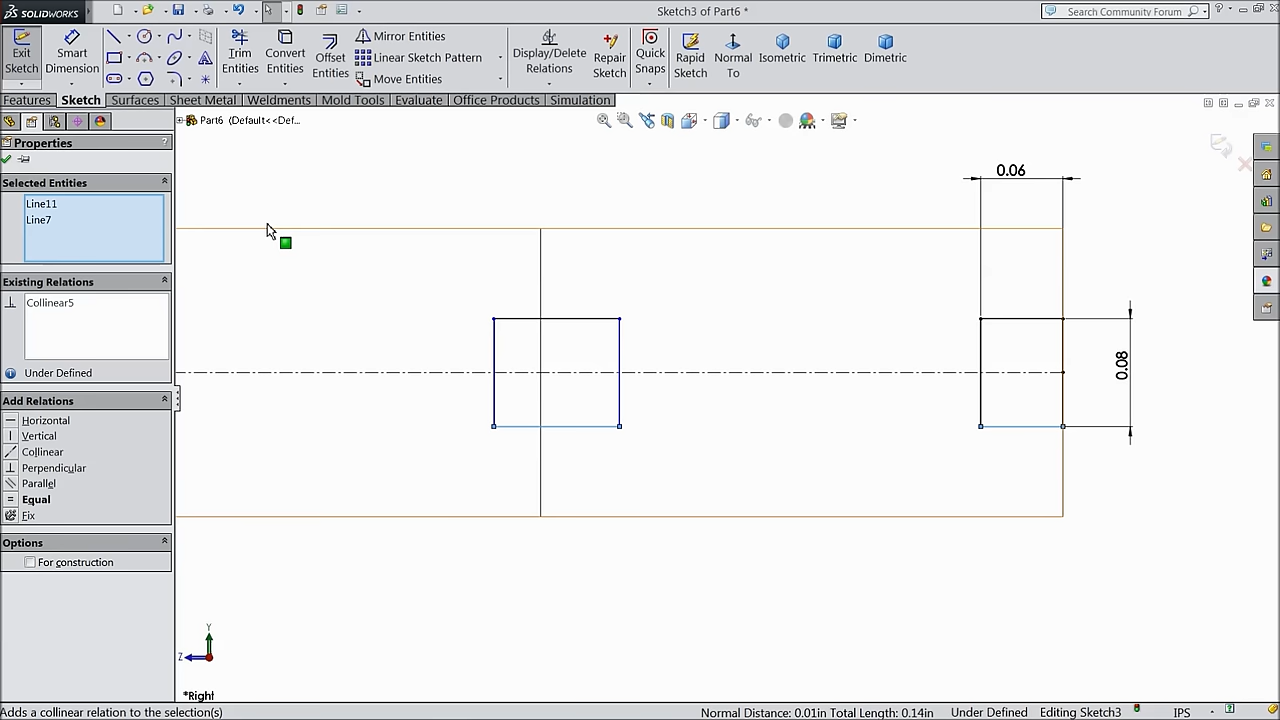 SOLIDWORKS
Sketch3 of Part6 *
Search Community Forum
Exit Sketch
Smart Dimension
Trim Entities
Convert Entities
Offset Entities
Mirror Entities
Linear Sketch Pattern
Move Entities
Display/Delete Relations
Repair Sketch
Quick Snaps
Rapid Sketch
Normal To
Isometric
Trimetric
Dimetric
Features
Sketch
Surfaces
Sheet Metal
Weldments
Mold Tools
Evaluate
Office Products
Simulation
Part6 (Default<<Def...
Properties
?
Selected Entities
Line11
Line7
Existing Relations
Collinear5
Under Defined
Add Relations
Horizontal
Vertical
Collinear
Perpendicular
Parallel
Equal
Fix
Options
For construction
0.06
0.08
Y
Z
*Right
Adds a collinear relation to the selection(s)
Normal Distance: 0.01in Total Length: 0.14in
Under Defined
Editing Sketch3
IPS